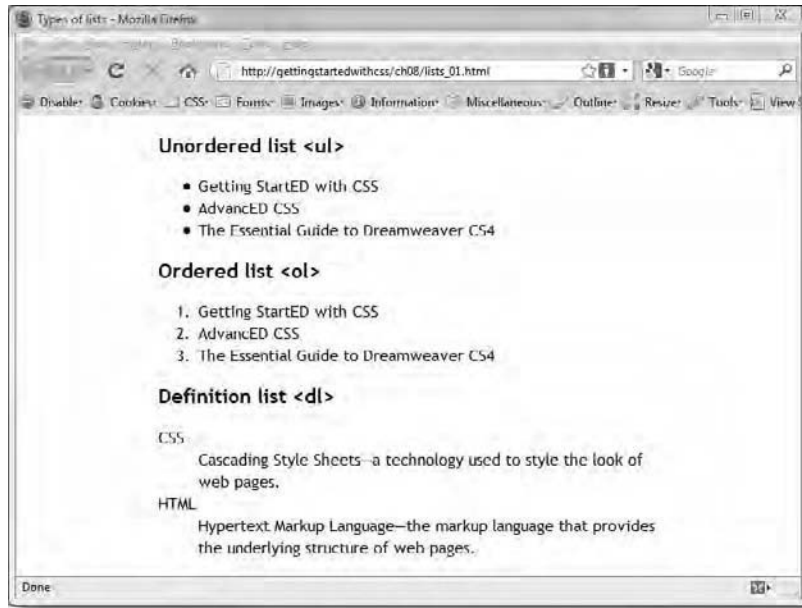 Types of lists - Mozilla Firefox
http://gettingstartedwithcss/ch08/lists_01.html
Google
Disable Cookies CSS Forms Images Information Miscellaneous Outline Resize Tools View
Unordered list <ul>
• Getting StartED with CSS
• AdvancED CSS
• The Essential Guide to Dreamweaver CS4
Ordered list <ol>
1. Getting StartED with CSS
2. AdvancED CSS
3. The Essential Guide to Dreamweaver CS4
Definition list <dl>
CSS
Cascading Style Sheets—a technology used to style the look of
web pages.
HTML
Hypertext Markup Language—the markup language that provides
the underlying structure of web pages.
Done